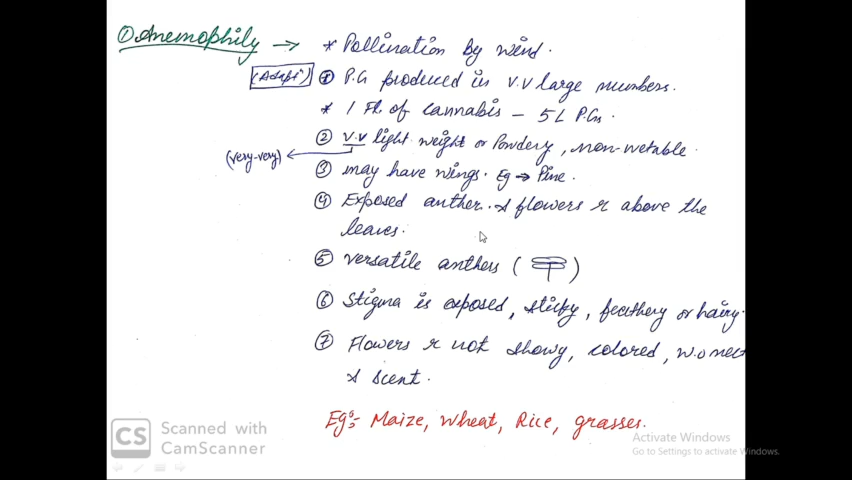 ① Anemophily → * Pollination by wind.
(Adapt") ① P.G produced in v.v large numbers.
* 1 Fl. of cannabis - 5L P.Gs.
② v.v light weight or Powdery, non-wetable.
(very-very)
③ may have wings. Eg → Pine.
④ Exposed anther. & flowers r above the
leaves.
⑤ versatile anthers ( )
⑥ Stigma is exposed, sticky, feathery or hairy.
⑦ Flowers r not showy, colored, w.o nect
& scent.
Eg:- Maize, wheat, Rice, grasses.
CS Scanned with
CamScanner
Activate Windows
Go to Settings to activate Windows.